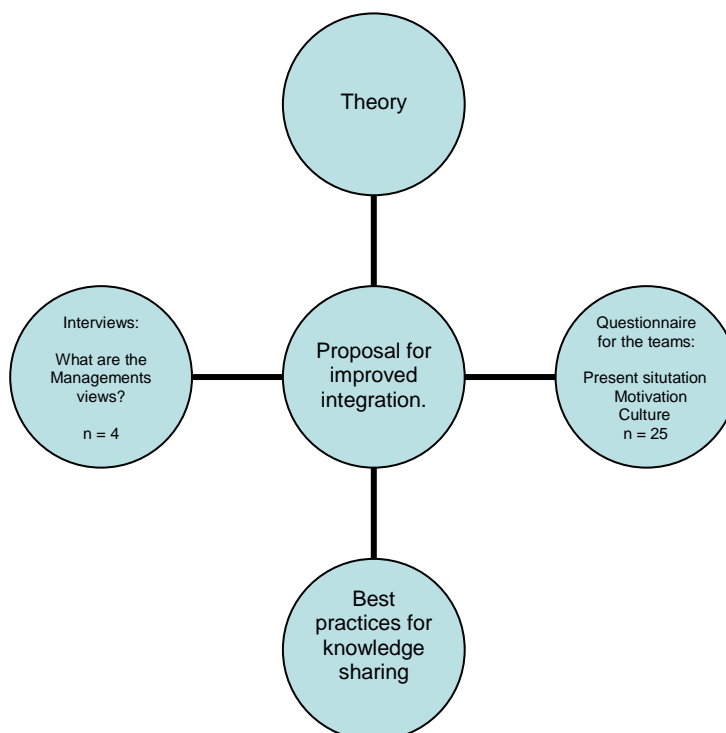 Theory
Interviews:
What are the
Managements
views?
n = 4
Proposal for
improved
integration.
Questionnaire
for the teams:
Present situtation
Motivation
Culture
n = 25
Best
practices for
knowledge
sharing